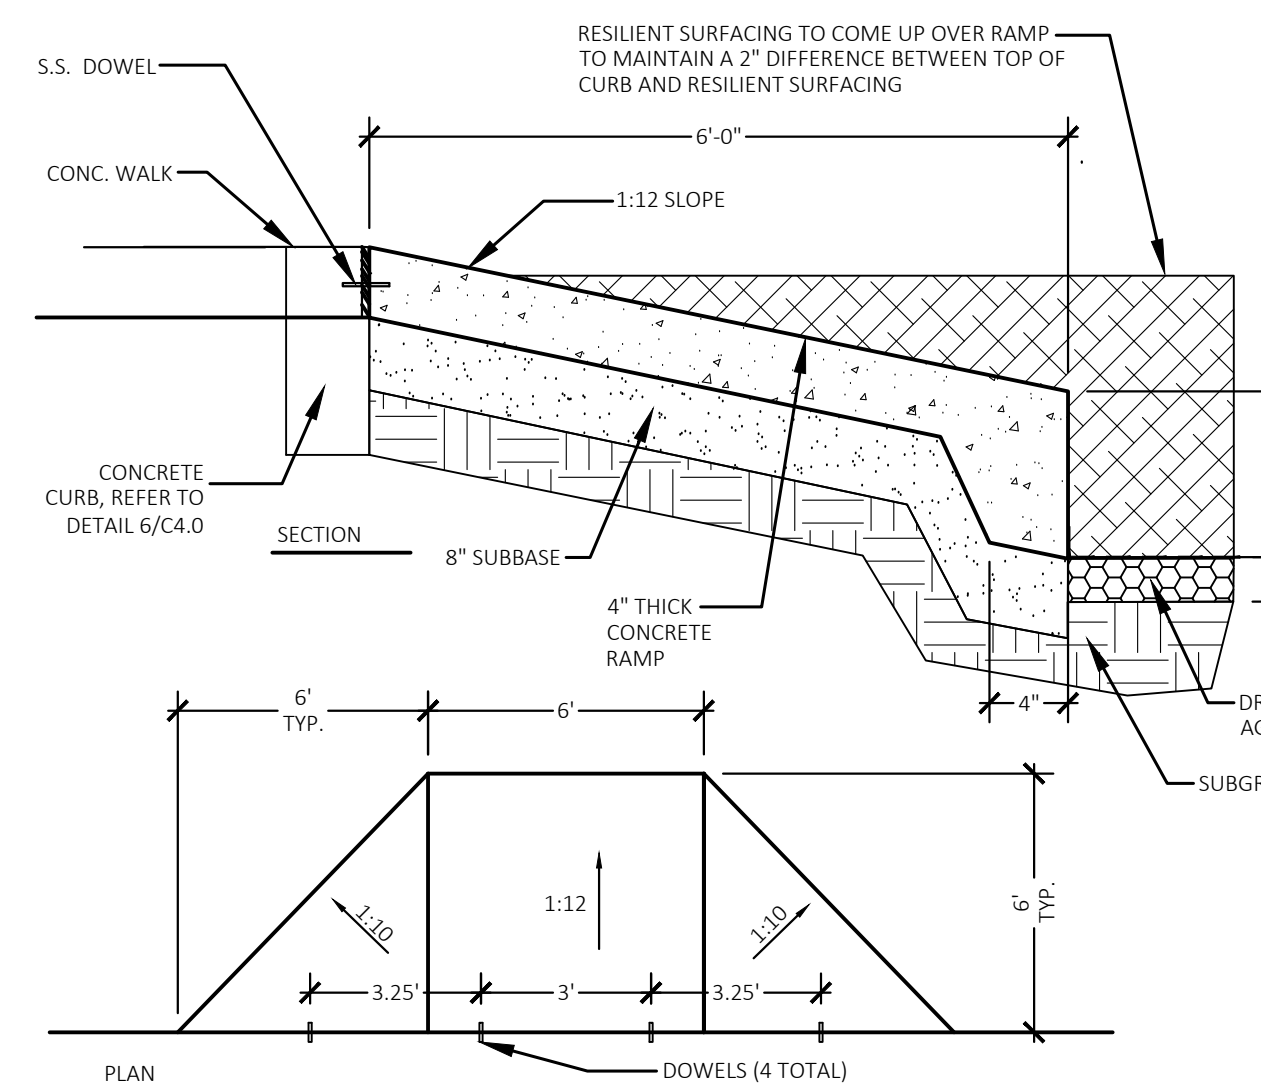 RESILIENT SURFACING TO COME UP OVER RAMP
TO MAINTAIN A 2" DIFFERENCE BETWEEN TOP OF
CURB AND RESILIENT SURFACING
S.S. DOWEL
6'-0"
CONC. WALK
1:12 SLOPE
CONCRETE
CURB, REFER TO
DETAIL 6/C4.0
SECTION
8" SUBBASE
4" THICK
CONCRETE
RAMP
4"
6'
TYP.
6'
6'
TYP.
1:10
1:12
1:10
3.25'
3'
3.25'
PLAN
DOWELS (4 TOTAL)